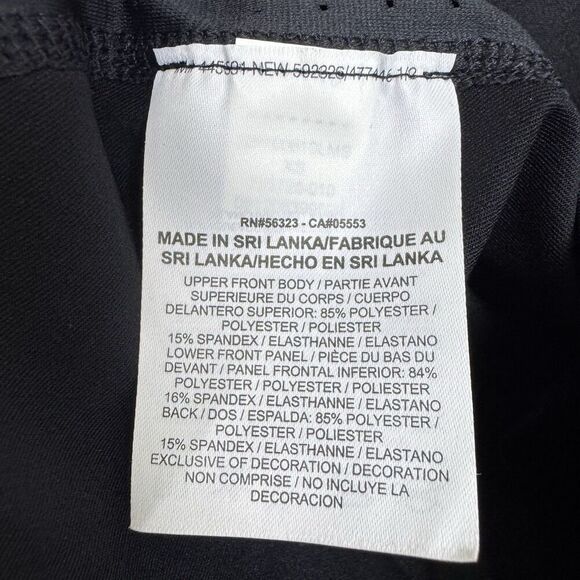 NEW 502326/47744
RN#56323 - CA#05553
MADE IN SRI LANKA/FABRIQUE AU
SRI LANKA/HECHO EN SRI LANKA
UPPER FRONT BODY / PARTIE AVANT
SUPERIEURE DU CORPS / CUERPO
DELANTERO SUPERIOR: 85% POLYESTER /
POLYESTER / POLIESTER
15% SPANDEX / ELASTHANNE / ELASTANO
LOWER FRONT PANEL / PIÈCE DU BAS DU
DEVANT / PANEL FRONTAL INFERIOR: 84%
POLYESTER / POLYESTER / POLIESTER
16% SPANDEX / ELASTHANNE / ELASTANO
BACK / DOS / ESPALDA: 85% POLYESTER /
POLYESTER / POLIESTER
15% SPANDEX / ELASTHANNE / ELASTANO
EXCLUSIVE OF DECORATION / DECORATION
NON COMPRISE / NO INCLUYE LA
DECORACION